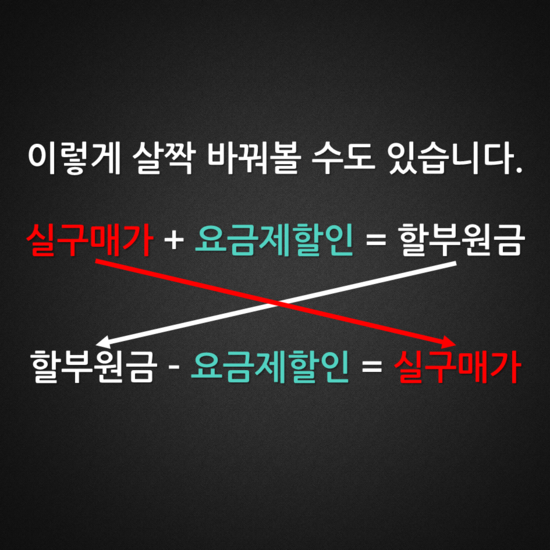 이렇게 살짝 바꿔볼 수도 있습니다.
실구매가 + 요금제할인 = 할부원금
할부원금 - 요금제할인 = 실구매가